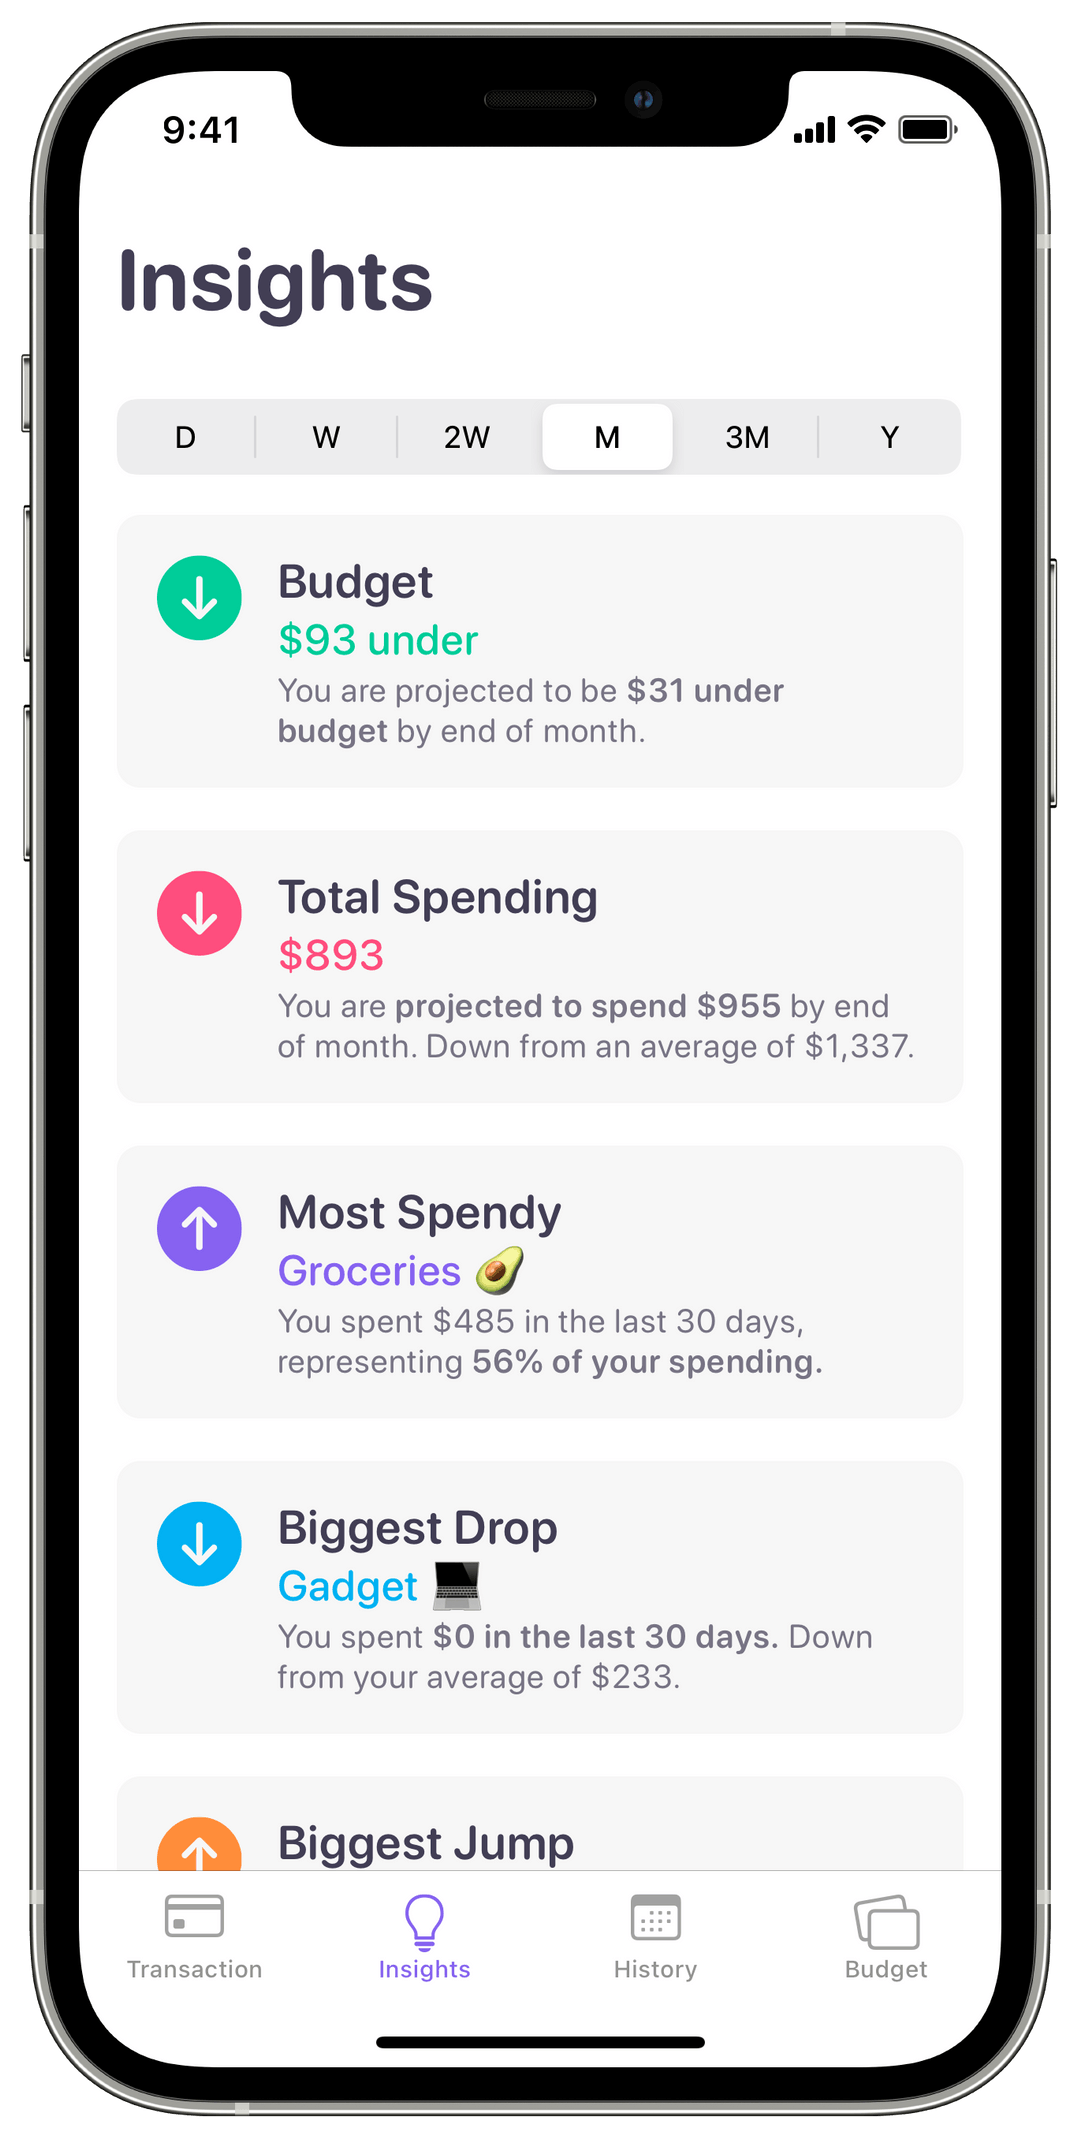 9:41
Insights
D W 2W M 3M Y
Budget
$93 under
You are projected to be $31 under
budget by end of month.
Total Spending
$893
You are projected to spend $955 by end
of month. Down from an average of $1,337.
Most Spendy
Groceries 🥑
You spent $485 in the last 30 days,
representing 56% of your spending.
Biggest Drop
Gadget 💻
You spent $0 in the last 30 days. Down
from your average of $233.
Biggest Jump
Transaction Insights History Budget